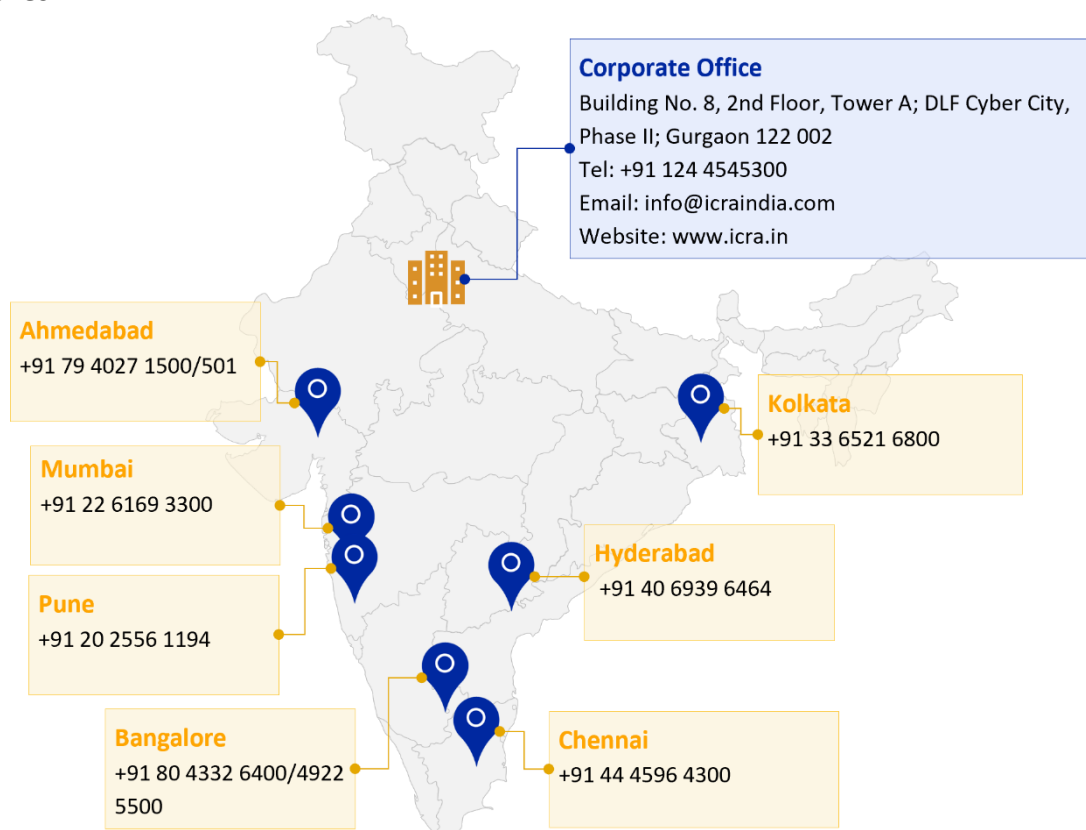 Corporate Office
Building No. 8, 2nd Floor, Tower A; DLF Cyber City,
Phase II; Gurgaon 122 002
Tel: +91 124 4545300
Email: info@icraindia.com
Website: www.icra.in
Ahmedabad
+91 79 4027 1500/501
Kolkata
+91 33 6521 6800
Mumbai
+91 22 6169 3300
Hyderabad
+91 40 6939 6464
Pune
+91 20 2556 1194
Bangalore
+91 80 4332 6400/4922
5500
Chennai
+91 44 4596 4300